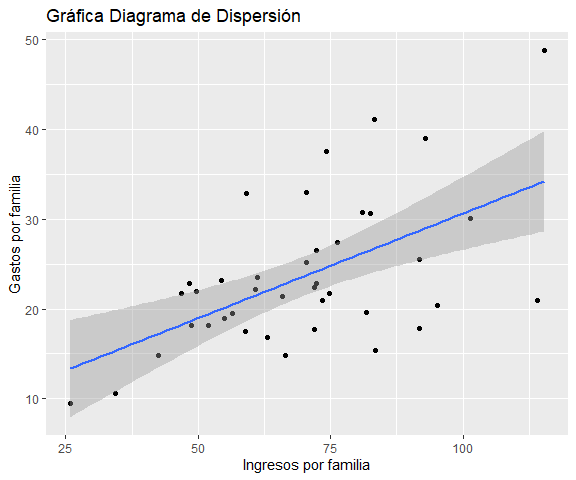 Gráfica Diagrama de Dispersión
50
40
30
20
10
Gastos por familia
25 50 75 100
Ingresos por familia